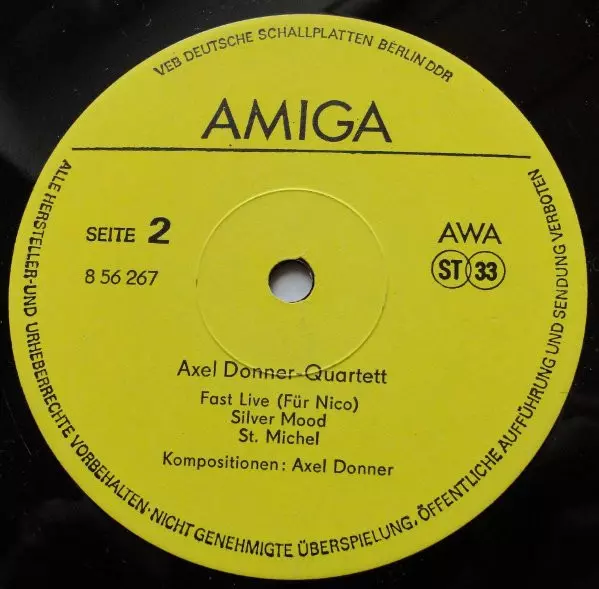 VEB DEUTSCHE SCHALLPLATTEN BERLIN DDR
AMIGA
SEITE 2
8 56 267
AWA
ST 33
Axel Donner-Quartett
Fast Live (Für Nico)
Silver Mood
St. Michel
Kompositionen: Axel Donner
ALLE HERSTELLER-UND URHEBERRECHTE VORBEHALTEN·NICHT GENEHMIGTE ÜBERSPIELUNG, ÖFFENTLICHE AUFFÜHRUNG UND SENDUNG VERBOTEN